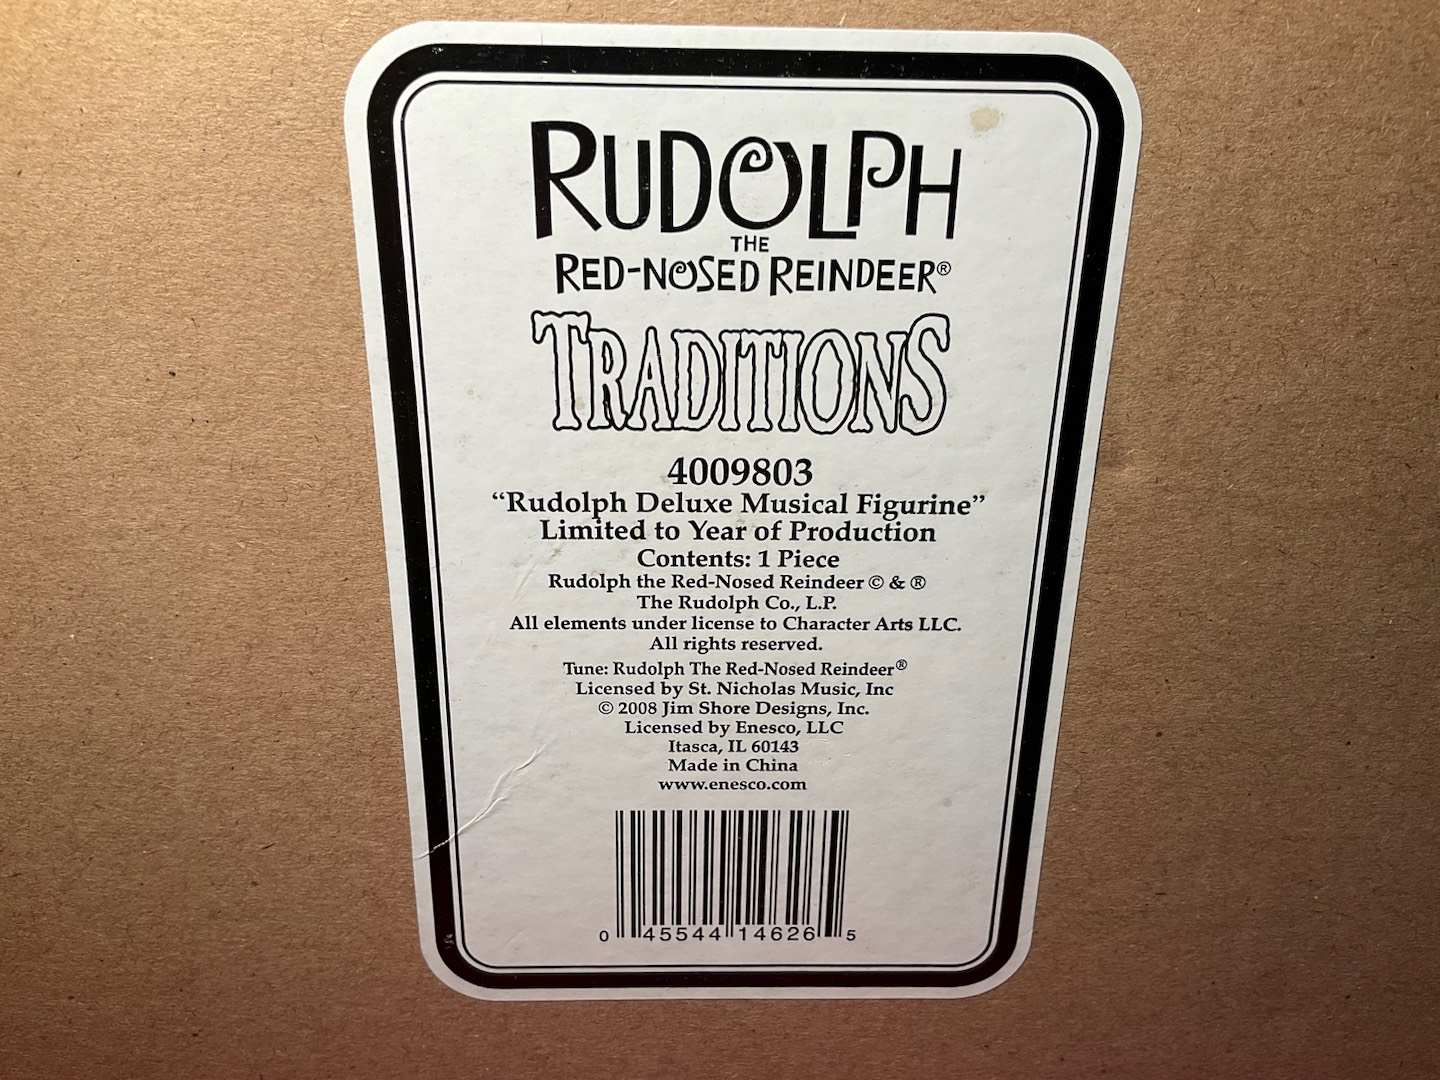 RUDOLPH
THE
RED-NOSED REINDEER®
TRADITIONS
4009803
“Rudolph Deluxe Musical Figurine”
Limited to Year of Production
Contents: 1 Piece
Rudolph the Red-Nosed Reindeer © & ®
The Rudolph Co., L.P.
All elements under license to Character Arts LLC.
All rights reserved.
Tune: Rudolph The Red-Nosed Reindeer®
Licensed by St. Nicholas Music, Inc
© 2008 Jim Shore Designs, Inc.
Licensed by Enesco, LLC
Itasca, IL 60143
Made in China
www.enesco.com
0 45544 14626 5